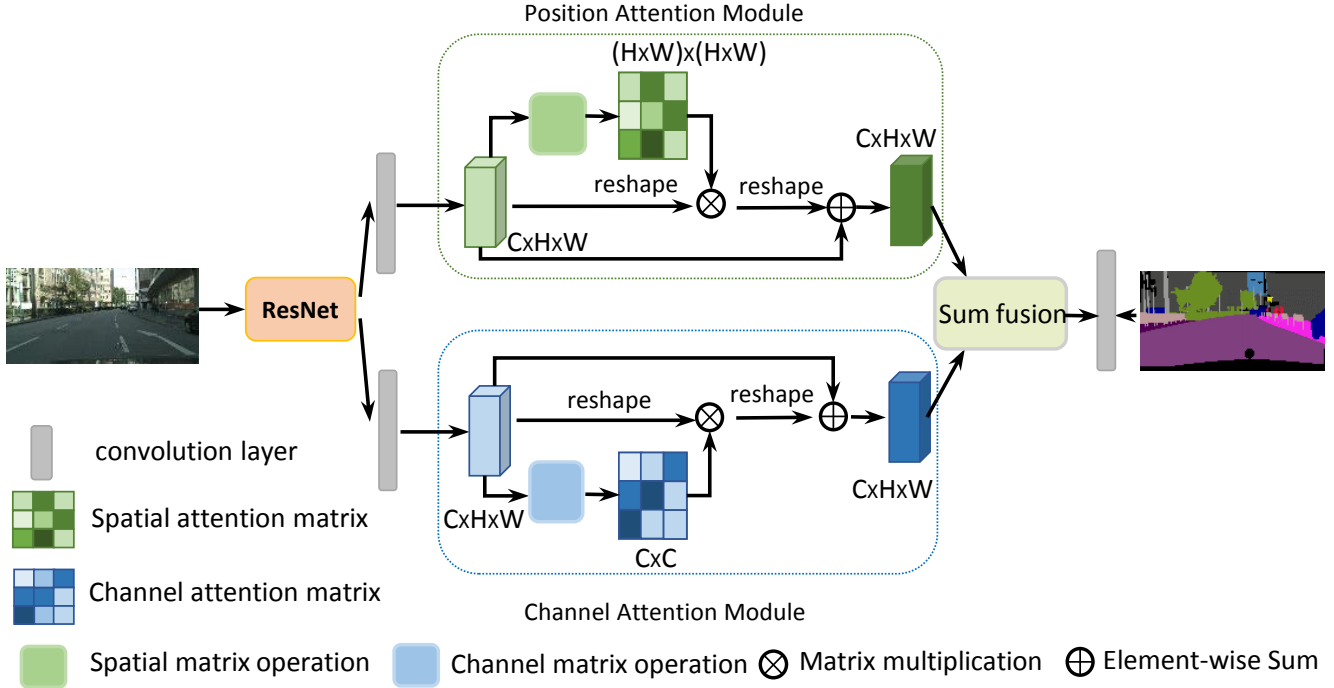 Position Attention Module
(HxW)x(HxW)
CxHxW
reshape
reshape
CxHxW
ResNet
Sum fusion
reshape
reshape
CxHxW
CxHxW
CxC
Channel Attention Module
convolution layer
Spatial attention matrix
Channel attention matrix
Spatial matrix operation
Channel matrix operation
Matrix multiplication
Element-wise Sum